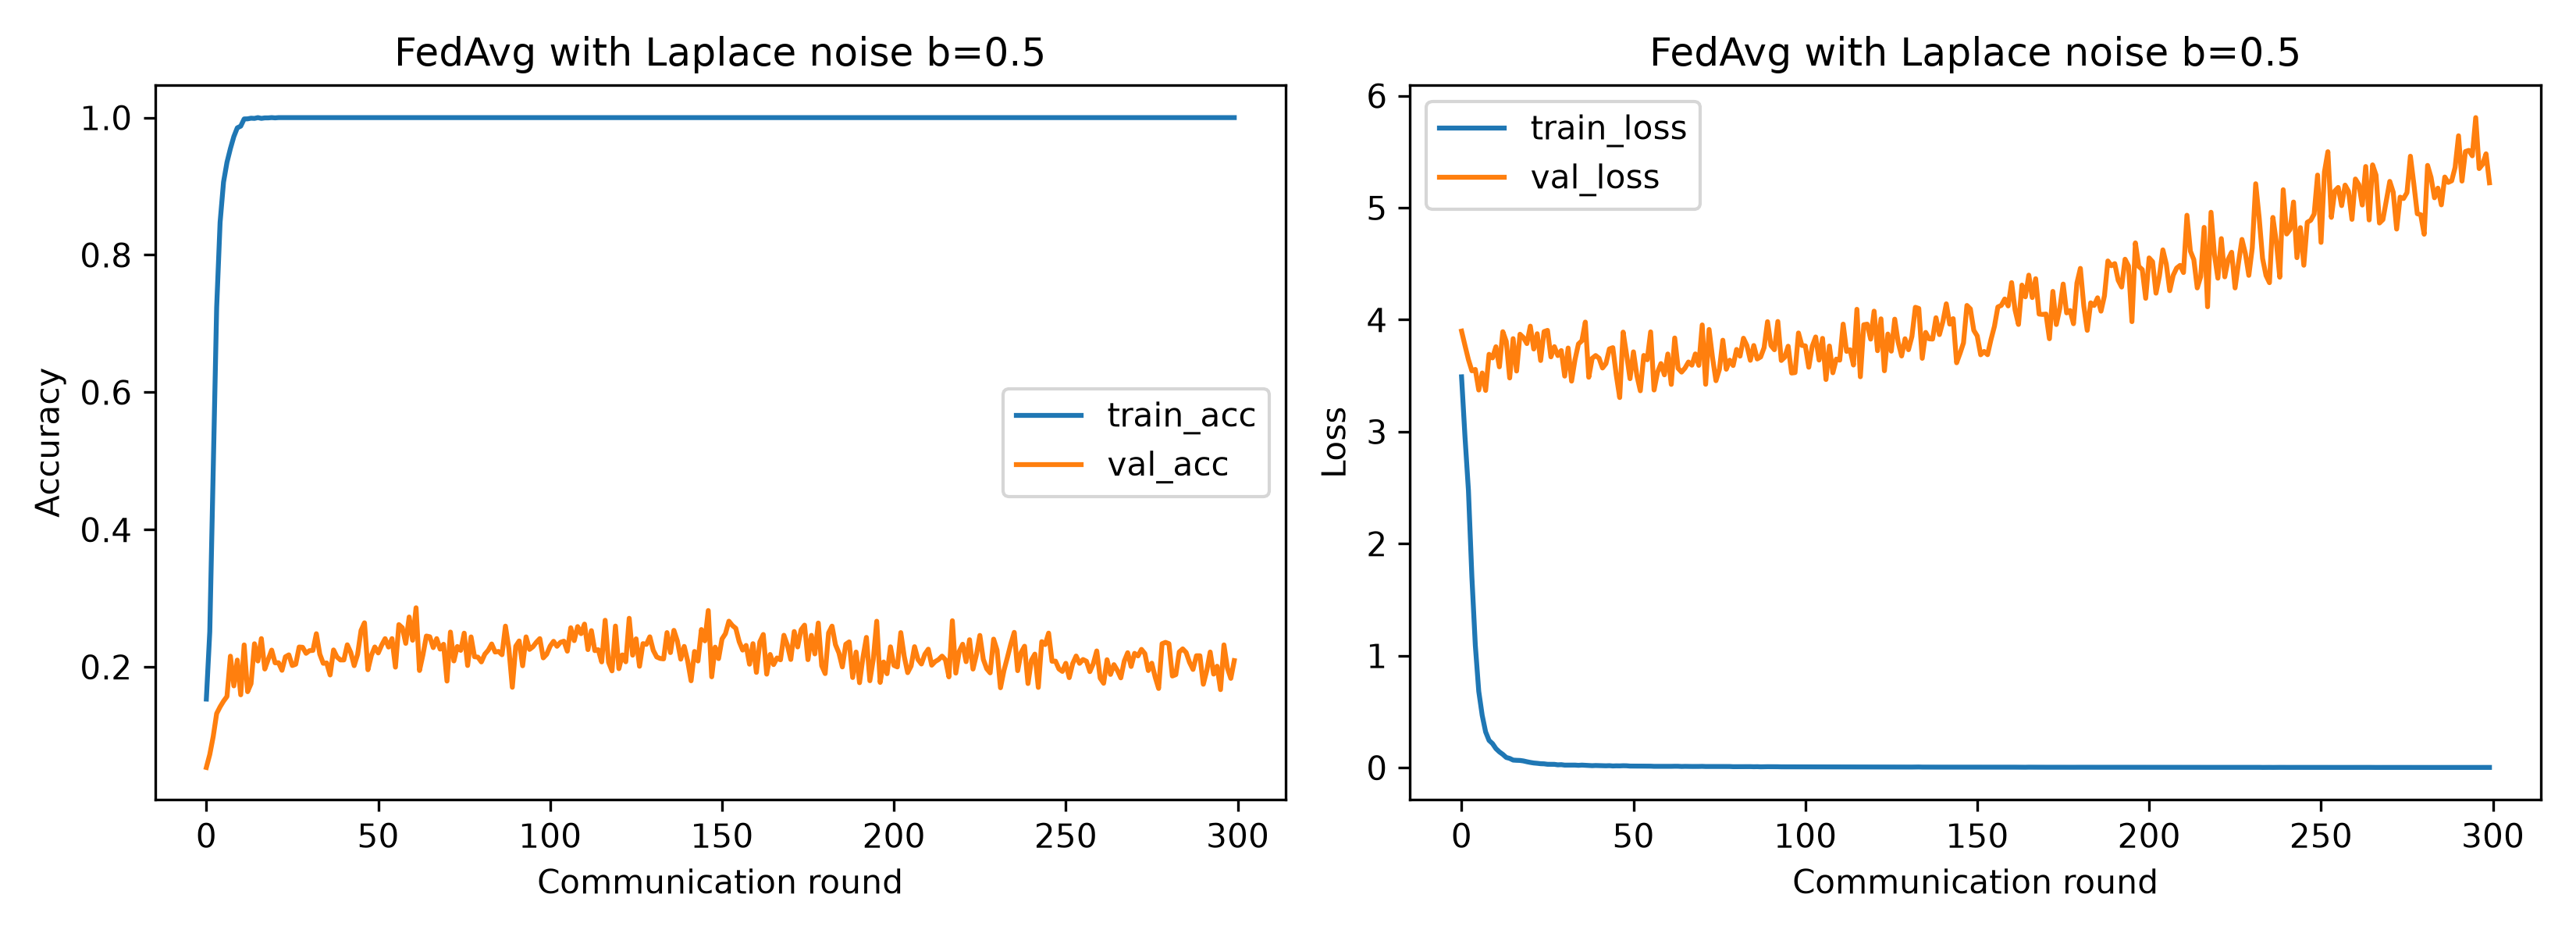 FedAvg with Laplace noise b=0.5
1.0
0.8
0.6
0.4
0.2
Accuracy
train_acc
val_acc
0 50 100 150 200 250 300
Communication round
FedAvg with Laplace noise b=0.5
6
5
4
3
2
1
0
Loss
train_loss
val_loss
0 50 100 150 200 250 300
Communication round